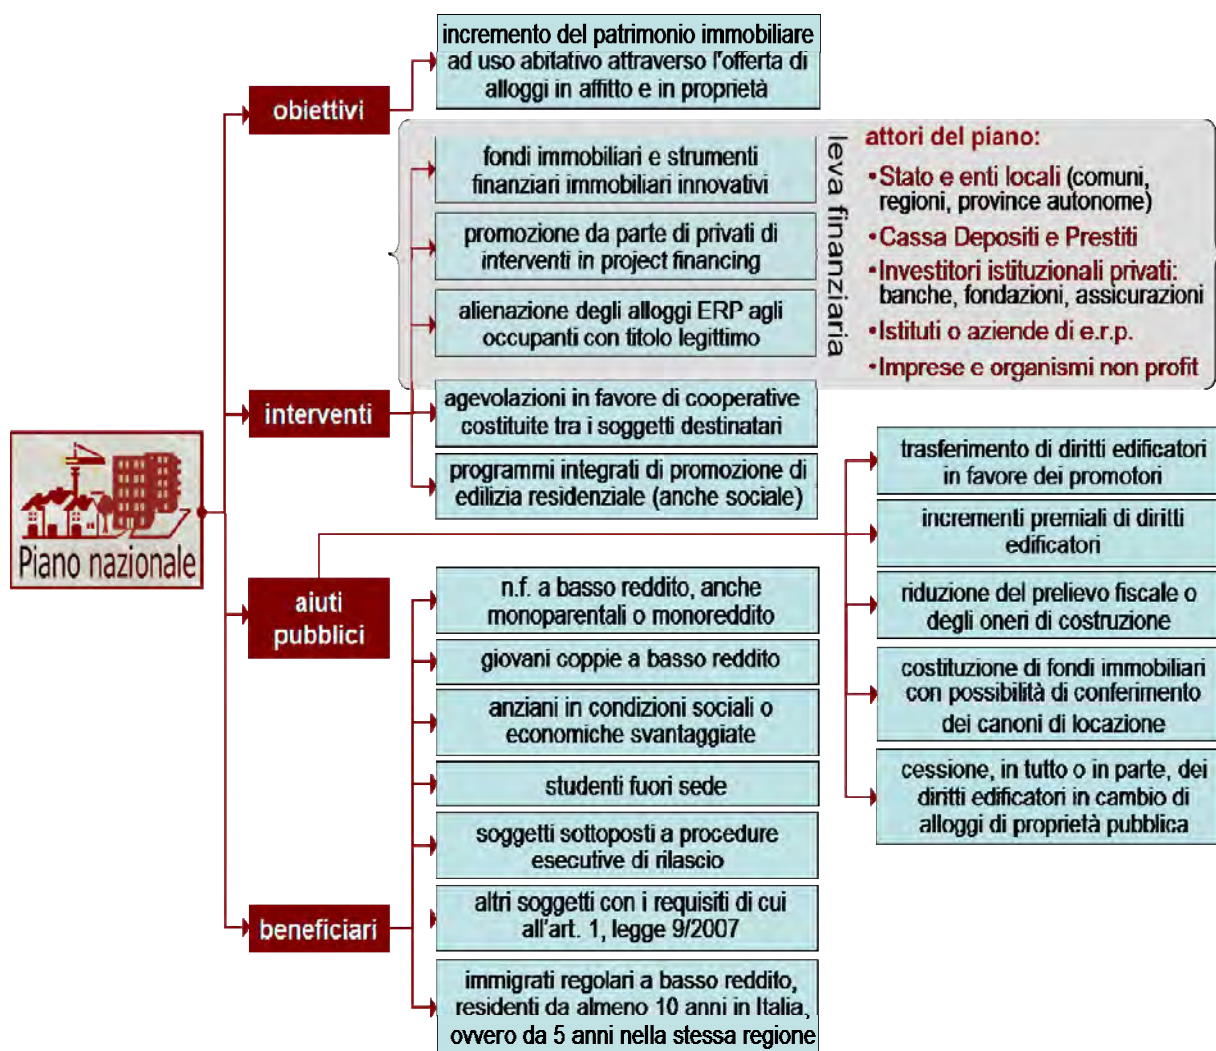 Piano nazionale
obiettivi
incremento del patrimonio immobiliare
ad uso abitativo attraverso l'offerta di
alloggi in affitto e in proprietà
interventi
fondi immobiliari e strumenti
finanziari immobiliari innovativi
promozione da parte di privati di
interventi in project financing
alienazione degli alloggi ERP agli
occupanti con titolo legittimo
leva finanziaria
attori del piano:
•Stato e enti locali (comuni,
regioni, province autonome)
•Cassa Depositi e Prestiti
•Investitori istituzionali privati:
banche, fondazioni, assicurazioni
•Istituti o aziende di e.r.p.
•Imprese e organismi non profit
agevolazioni in favore di cooperative
costituite tra i soggetti destinatari
programmi integrati di promozione di
edilizia residenziale (anche sociale)
aiuti
pubblici
trasferimento di diritti edificatori
in favore dei promotori
incrementi premiali di diritti
edificatori
riduzione del prelievo fiscale o
degli oneri di costruzione
costituzione di fondi immobiliari
con possibilità di conferimento
dei canoni di locazione
cessione, in tutto o in parte, dei
diritti edificatori in cambio di
alloggi di proprietà pubblica
beneficiari
n.f. a basso reddito, anche
monoparentali o monoreddito
giovani coppie a basso reddito
anziani in condizioni sociali o
economiche svantaggiate
studenti fuori sede
soggetti sottoposti a procedure
esecutive di rilascio
altri soggetti con i requisiti di cui
all'art. 1, legge 9/2007
immigrati regolari a basso reddito,
residenti da almeno 10 anni in Italia,
ovvero da 5 anni nella stessa regione